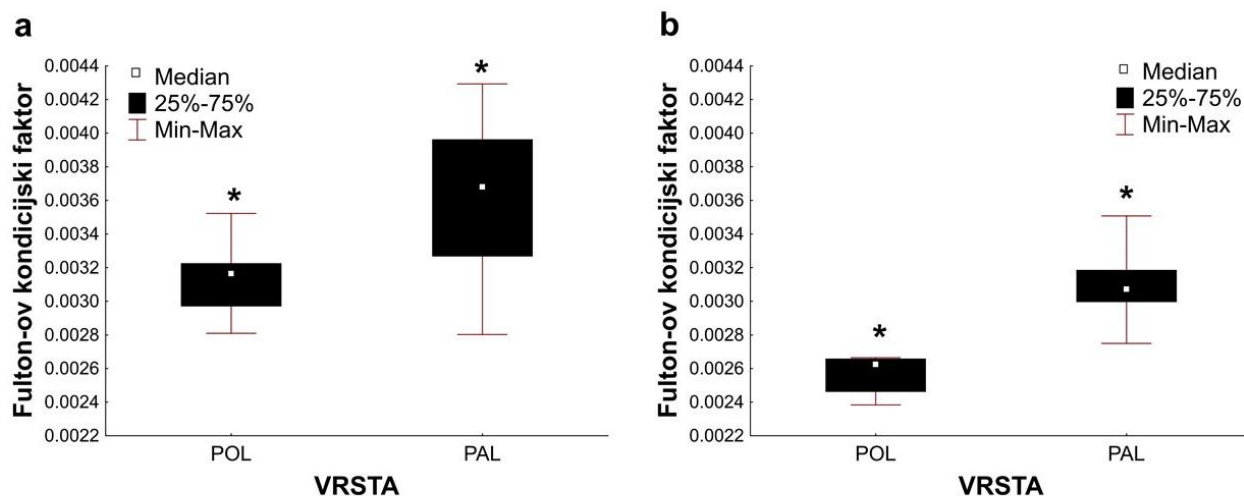 a
Fulton-ov kondicijski faktor
0.0044
0.0042
0.0040
0.0038
0.0036
0.0034
0.0032
0.0030
0.0028
0.0026
0.0024
0.0022
Median
25%-75%
Min-Max
*
*
POL
PAL
VRSTA
b
Fulton-ov kondicijski faktor
0.0044
0.0042
0.0040
0.0038
0.0036
0.0034
0.0032
0.0030
0.0028
0.0026
0.0024
0.0022
Median
25%-75%
Min-Max
*
*
POL
PAL
VRSTA